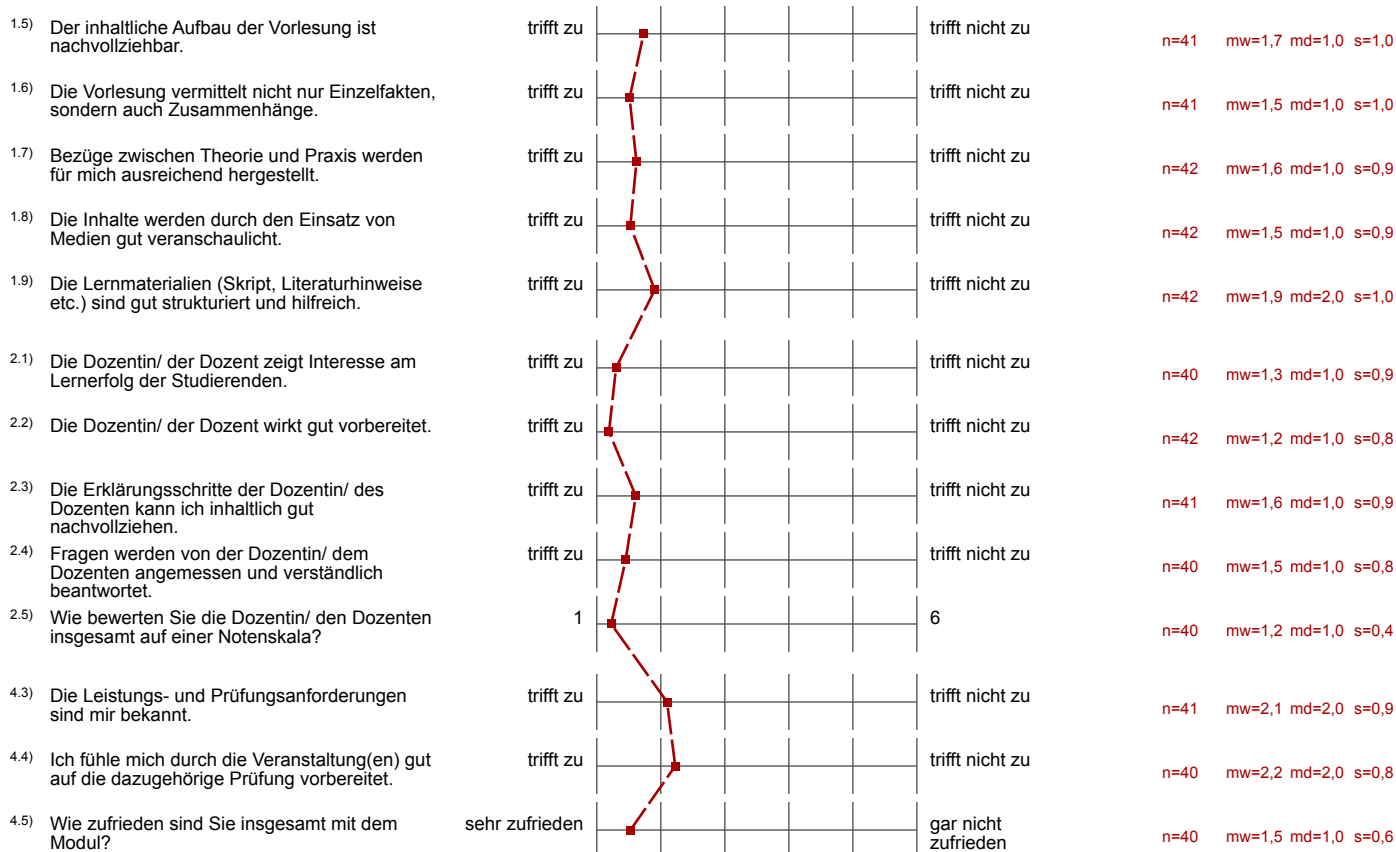 1.5) Der inhaltliche Aufbau der Vorlesung ist trifft zu trifft nicht zu
nachvollziehbar. n=41 mw=1,7 md=1,0 s=1,0
1.6) Die Vorlesung vermittelt nicht nur Einzelfakten, trifft zu trifft nicht zu
sondern auch Zusammenhänge. n=41 mw=1,5 md=1,0 s=1,0
1.7) Bezüge zwischen Theorie und Praxis werden trifft zu trifft nicht zu
für mich ausreichend hergestellt. n=42 mw=1,6 md=1,0 s=0,9
1.8) Die Inhalte werden durch den Einsatz von trifft zu trifft nicht zu
Medien gut veranschaulicht. n=42 mw=1,5 md=1,0 s=0,9
1.9) Die Lernmaterialien (Skript, Literaturhinweise trifft zu trifft nicht zu
etc.) sind gut strukturiert und hilfreich. n=42 mw=1,9 md=2,0 s=1,0
2.1) Die Dozentin/ der Dozent zeigt Interesse am trifft zu trifft nicht zu
Lernerfolg der Studierenden. n=40 mw=1,3 md=1,0 s=0,9
2.2) Die Dozentin/ der Dozent wirkt gut vorbereitet. trifft zu trifft nicht zu
n=42 mw=1,2 md=1,0 s=0,8
2.3) Die Erklärungsschritte der Dozentin/ des trifft zu trifft nicht zu
Dozenten kann ich inhaltlich gut n=41 mw=1,6 md=1,0 s=0,9
nachvollziehen.
2.4) Fragen werden von der Dozentin/ dem trifft zu trifft nicht zu
Dozenten angemessen und verständlich n=40 mw=1,5 md=1,0 s=0,8
beantwortet.
2.5) Wie bewerten Sie die Dozentin/ den Dozenten 1 6
insgesamt auf einer Notenskala? n=40 mw=1,2 md=1,0 s=0,4
4.3) Die Leistungs- und Prüfungsanforderungen trifft zu trifft nicht zu
sind mir bekannt. n=41 mw=2,1 md=2,0 s=0,9
4.4) Ich fühle mich durch die Veranstaltung(en) gut trifft zu trifft nicht zu
auf die dazugehörige Prüfung vorbereitet. n=40 mw=2,2 md=2,0 s=0,8
4.5) Wie zufrieden sind Sie insgesamt mit dem sehr zufrieden gar nicht
Modul? zufrieden n=40 mw=1,5 md=1,0 s=0,6